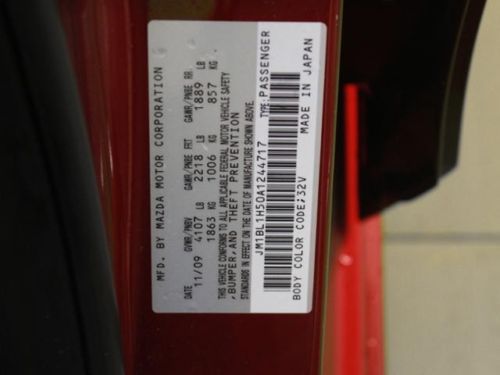 MFD. BY MAZDA MOTOR CORPORATION
DATE GVWR/PNBV GAWR/PNBE FRT GAWR/PNBE RR
11/09 4107 LB 2218 LB 1889 LB
1863 KG 1006 KG 857 KG
THIS VEHICLE CONFORMS TO ALL APPLICABLE FEDERAL MOTOR VEHICLE SAFETY
,BUMPER,AND THEFT PREVENTION
STANDARDS IN EFFECT ON THE DATE OF MANUFACTURE SHOWN ABOVE.
JM1BL1H50A1244717 TYPE:PASSENGER
BODY COLOR CODE:32V MADE IN JAPAN